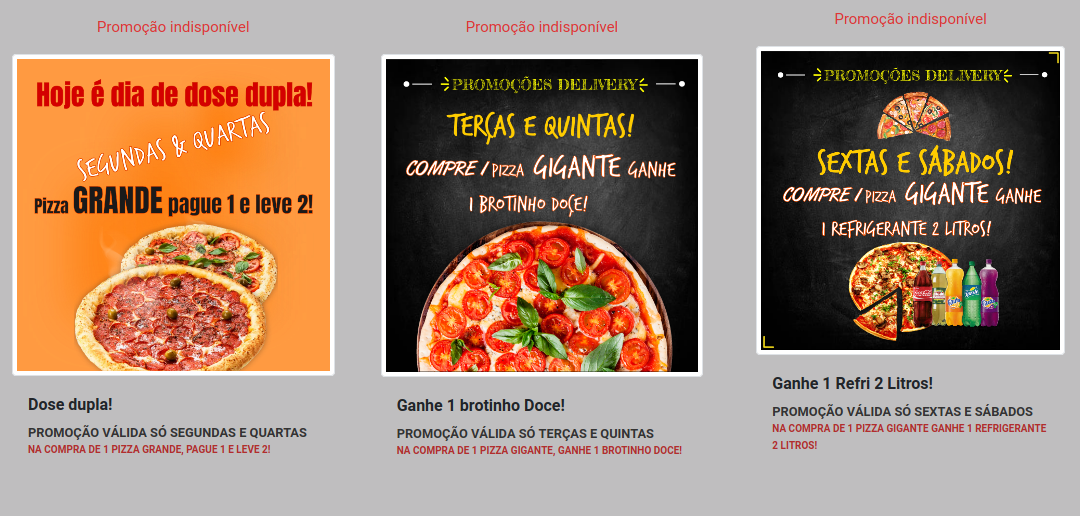 Promoção indisponível
Hoje é dia de dose dupla!
SEGUNDAS & QUARTAS
Pizza GRANDE pague 1 e leve 2!
Dose dupla!
PROMOÇÃO VÁLIDA SÓ SEGUNDAS E QUARTAS
NA COMPRA DE 1 PIZZA GRANDE, PAGUE 1 E LEVE 2!
Promoção indisponível
PROMOÇÕES DELIVERY
TERÇAS E QUINTAS!
COMPRE 1 PIZZA GIGANTE GANHE
1 BROTINHO DOCE!
Ganhe 1 brotinho Doce!
PROMOÇÃO VÁLIDA SÓ TERÇAS E QUINTAS
NA COMPRA DE 1 PIZZA GIGANTE, GANHE 1 BROTINHO DOCE!
Promoção indisponível
PROMOÇÕES DELIVERY
SEXTAS E SÁBADOS!
COMPRE 1 PIZZA GIGANTE GANHE
1 REFRIGERANTE 2 LITROS!
Ganhe 1 Refri 2 Litros!
PROMOÇÃO VÁLIDA SÓ SEXTAS E SÁBADOS
NA COMPRA DE 1 PIZZA GIGANTE GANHE 1 REFRIGERANTE
2 LITROS!